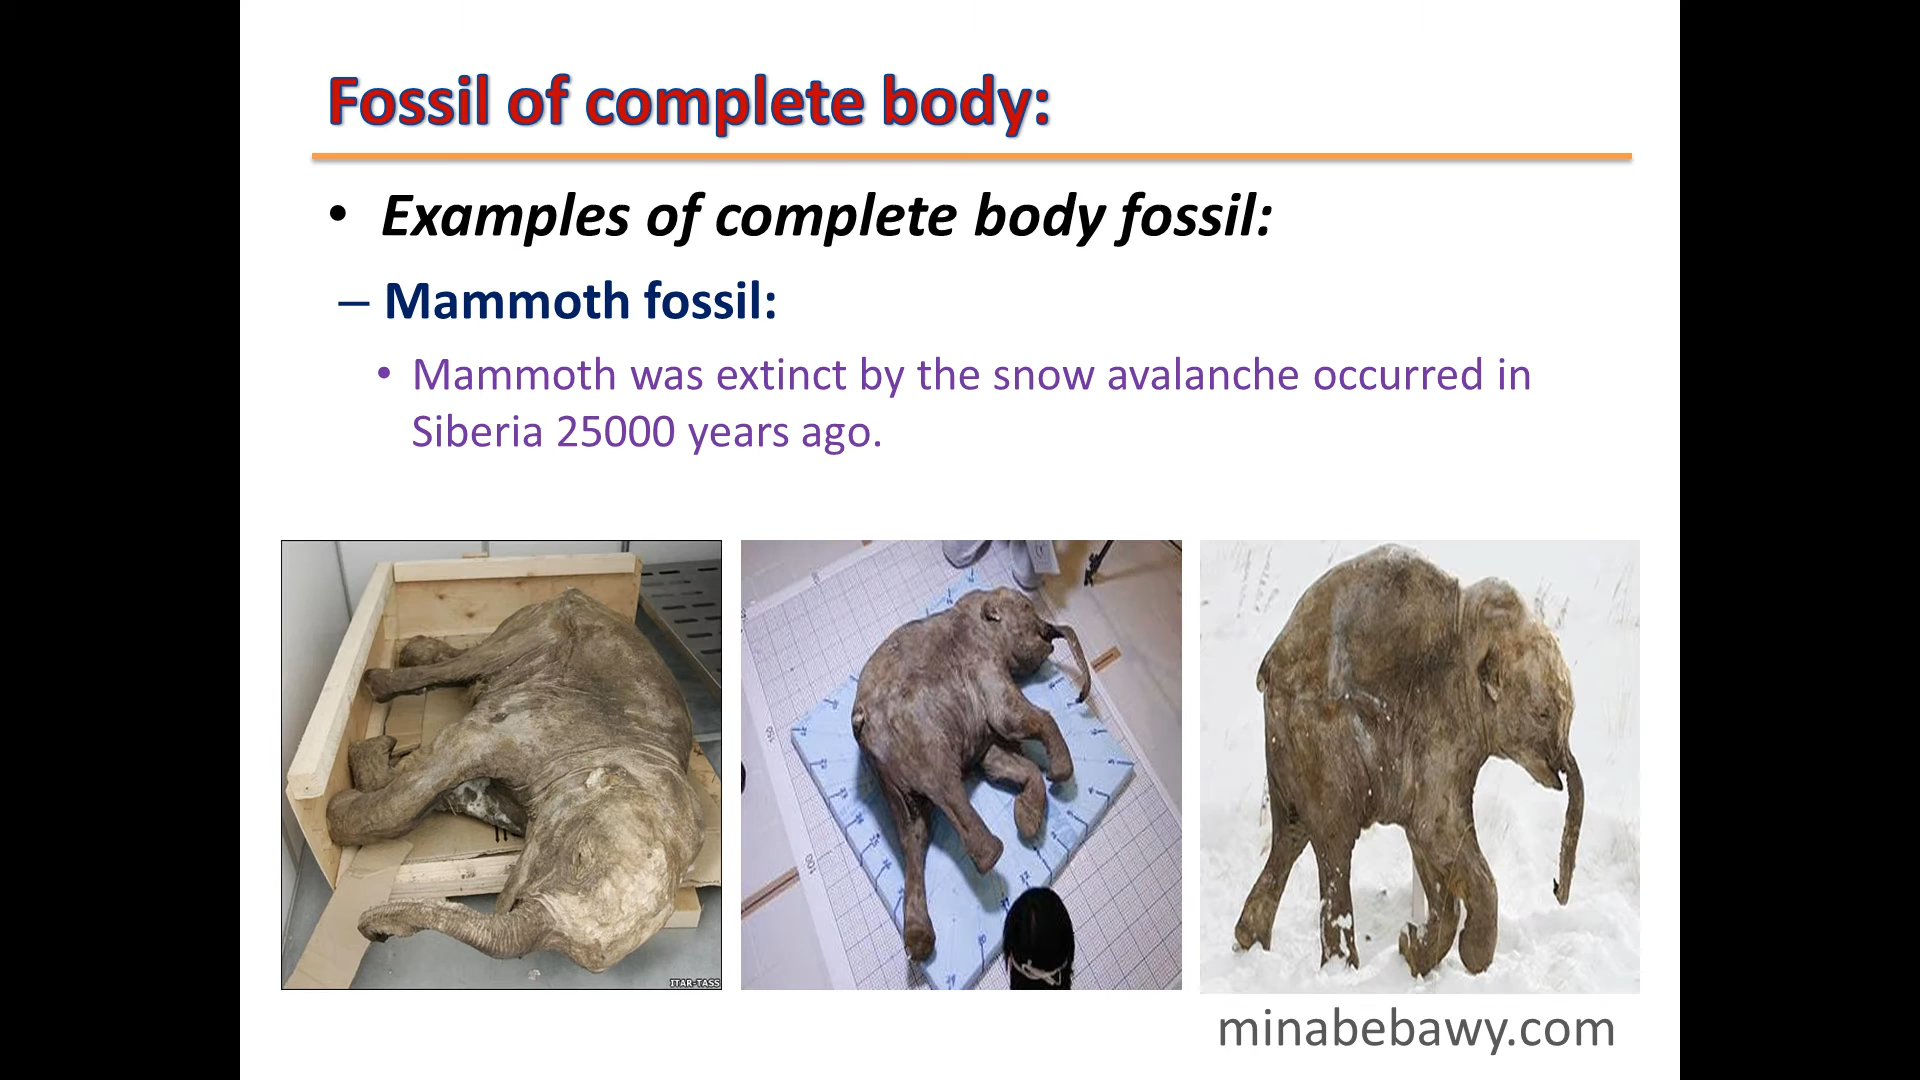 Fossil of complete body:
• Examples of complete body fossil:
– Mammoth fossil:
• Mammoth was extinct by the snow avalanche occurred in
Siberia 25000 years ago.
ITAR-TASS
minabebawy.com